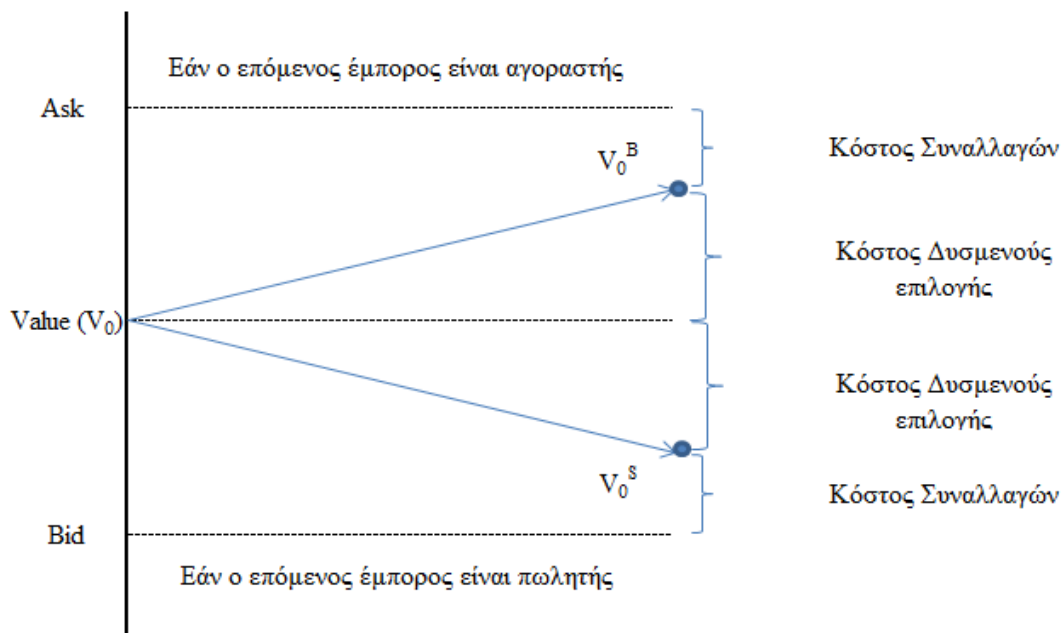 Εάν ο επόμενος έμπορος είναι αγοραστής
Ask
V₀ᴮ
Κόστος Συναλλαγών
Κόστος Δυσμενούς
επιλογής
Value (V₀)
Κόστος Δυσμενούς
επιλογής
V₀ˢ
Κόστος Συναλλαγών
Bid
Εάν ο επόμενος έμπορος είναι πωλητής